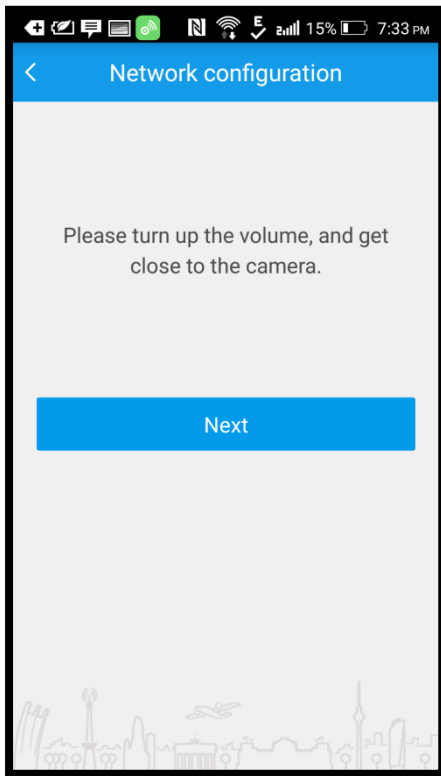 15% 7:33 PM
Network configuration
Please turn up the volume, and get
close to the camera.
Next